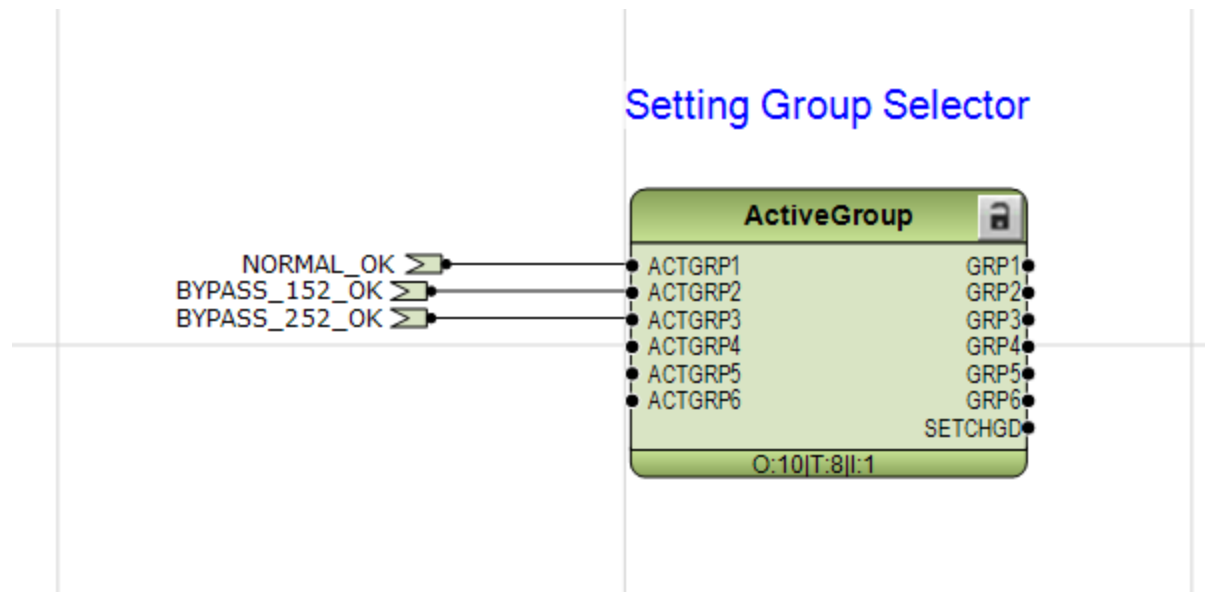 Setting Group Selector
ActiveGroup
NORMAL_OK
ACTGRP1
GRP1
BYPASS_152_OK
ACTGRP2
GRP2
BYPASS_252_OK
ACTGRP3
GRP3
ACTGRP4
GRP4
ACTGRP5
GRP5
ACTGRP6
GRP6
SETCHGD
O:10|T:8|I:1